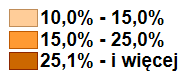 10,0% - 15,0%
15,0% - 25,0%
25,1% - i więcej